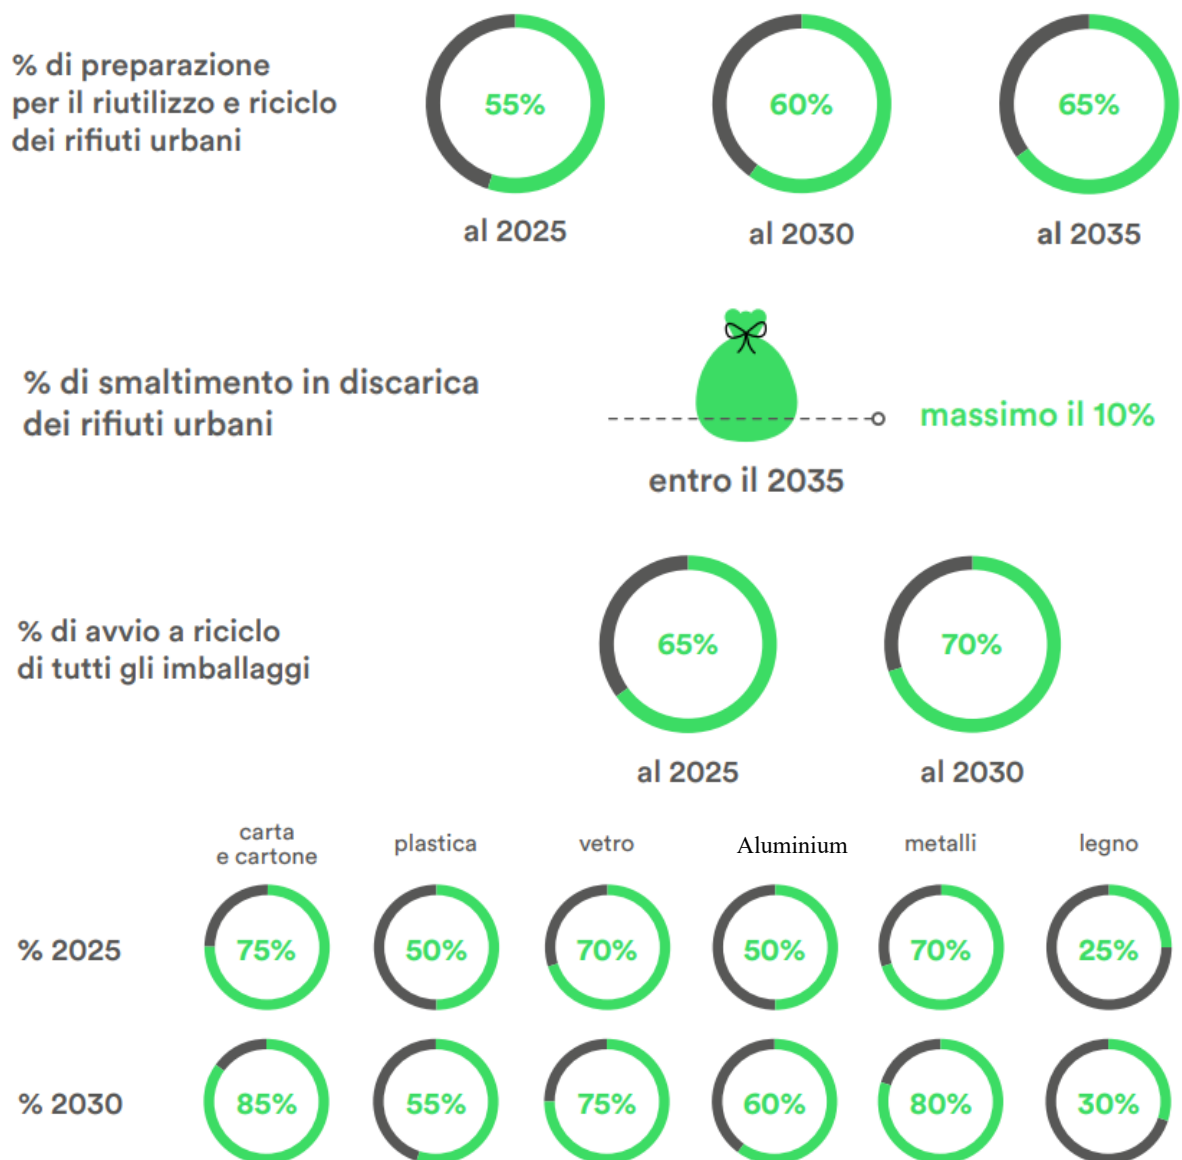 % di preparazione
per il riutilizzo e riciclo
dei rifiuti urbani
55%
60%
65%
al 2025
al 2030
al 2035
% di smaltimento in discarica
dei rifiuti urbani
massimo il 10%
entro il 2035
% di avvio a riciclo
di tutti gli imballaggi
65%
70%
al 2025
al 2030
carta
e cartone
plastica
vetro
Aluminium
metalli
legno
% 2025
75%
50%
70%
50%
70%
25%
% 2030
85%
55%
75%
60%
80%
30%